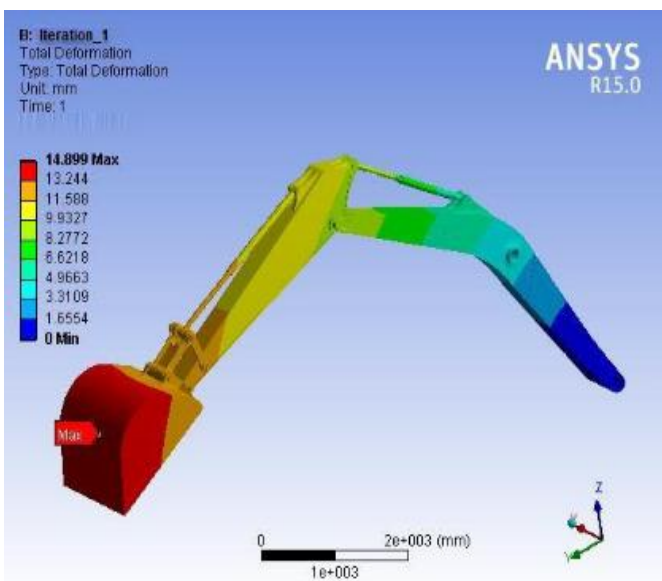 B: Iteration_1
Total Deformation
Type: Total Deformation
Unit: mm
Time: 1
ANSYS
R15.0
14.899 Max
13.244
11.588
9.9327
8.2772
6.6218
4.9663
3.3109
1.6554
0 Min
Max
0
2e+003 (mm)
1e+003
Z
Y